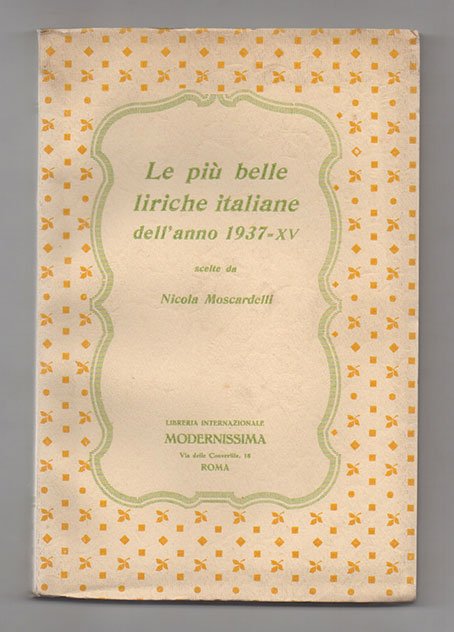 Le più belle
liriche italiane
dell'anno 1937-XV
scelte da
Nicola Moscardelli
LIBRERIA INTERNAZIONALE
MODERNISSIMA
Via delle Convertite, 18
ROMA